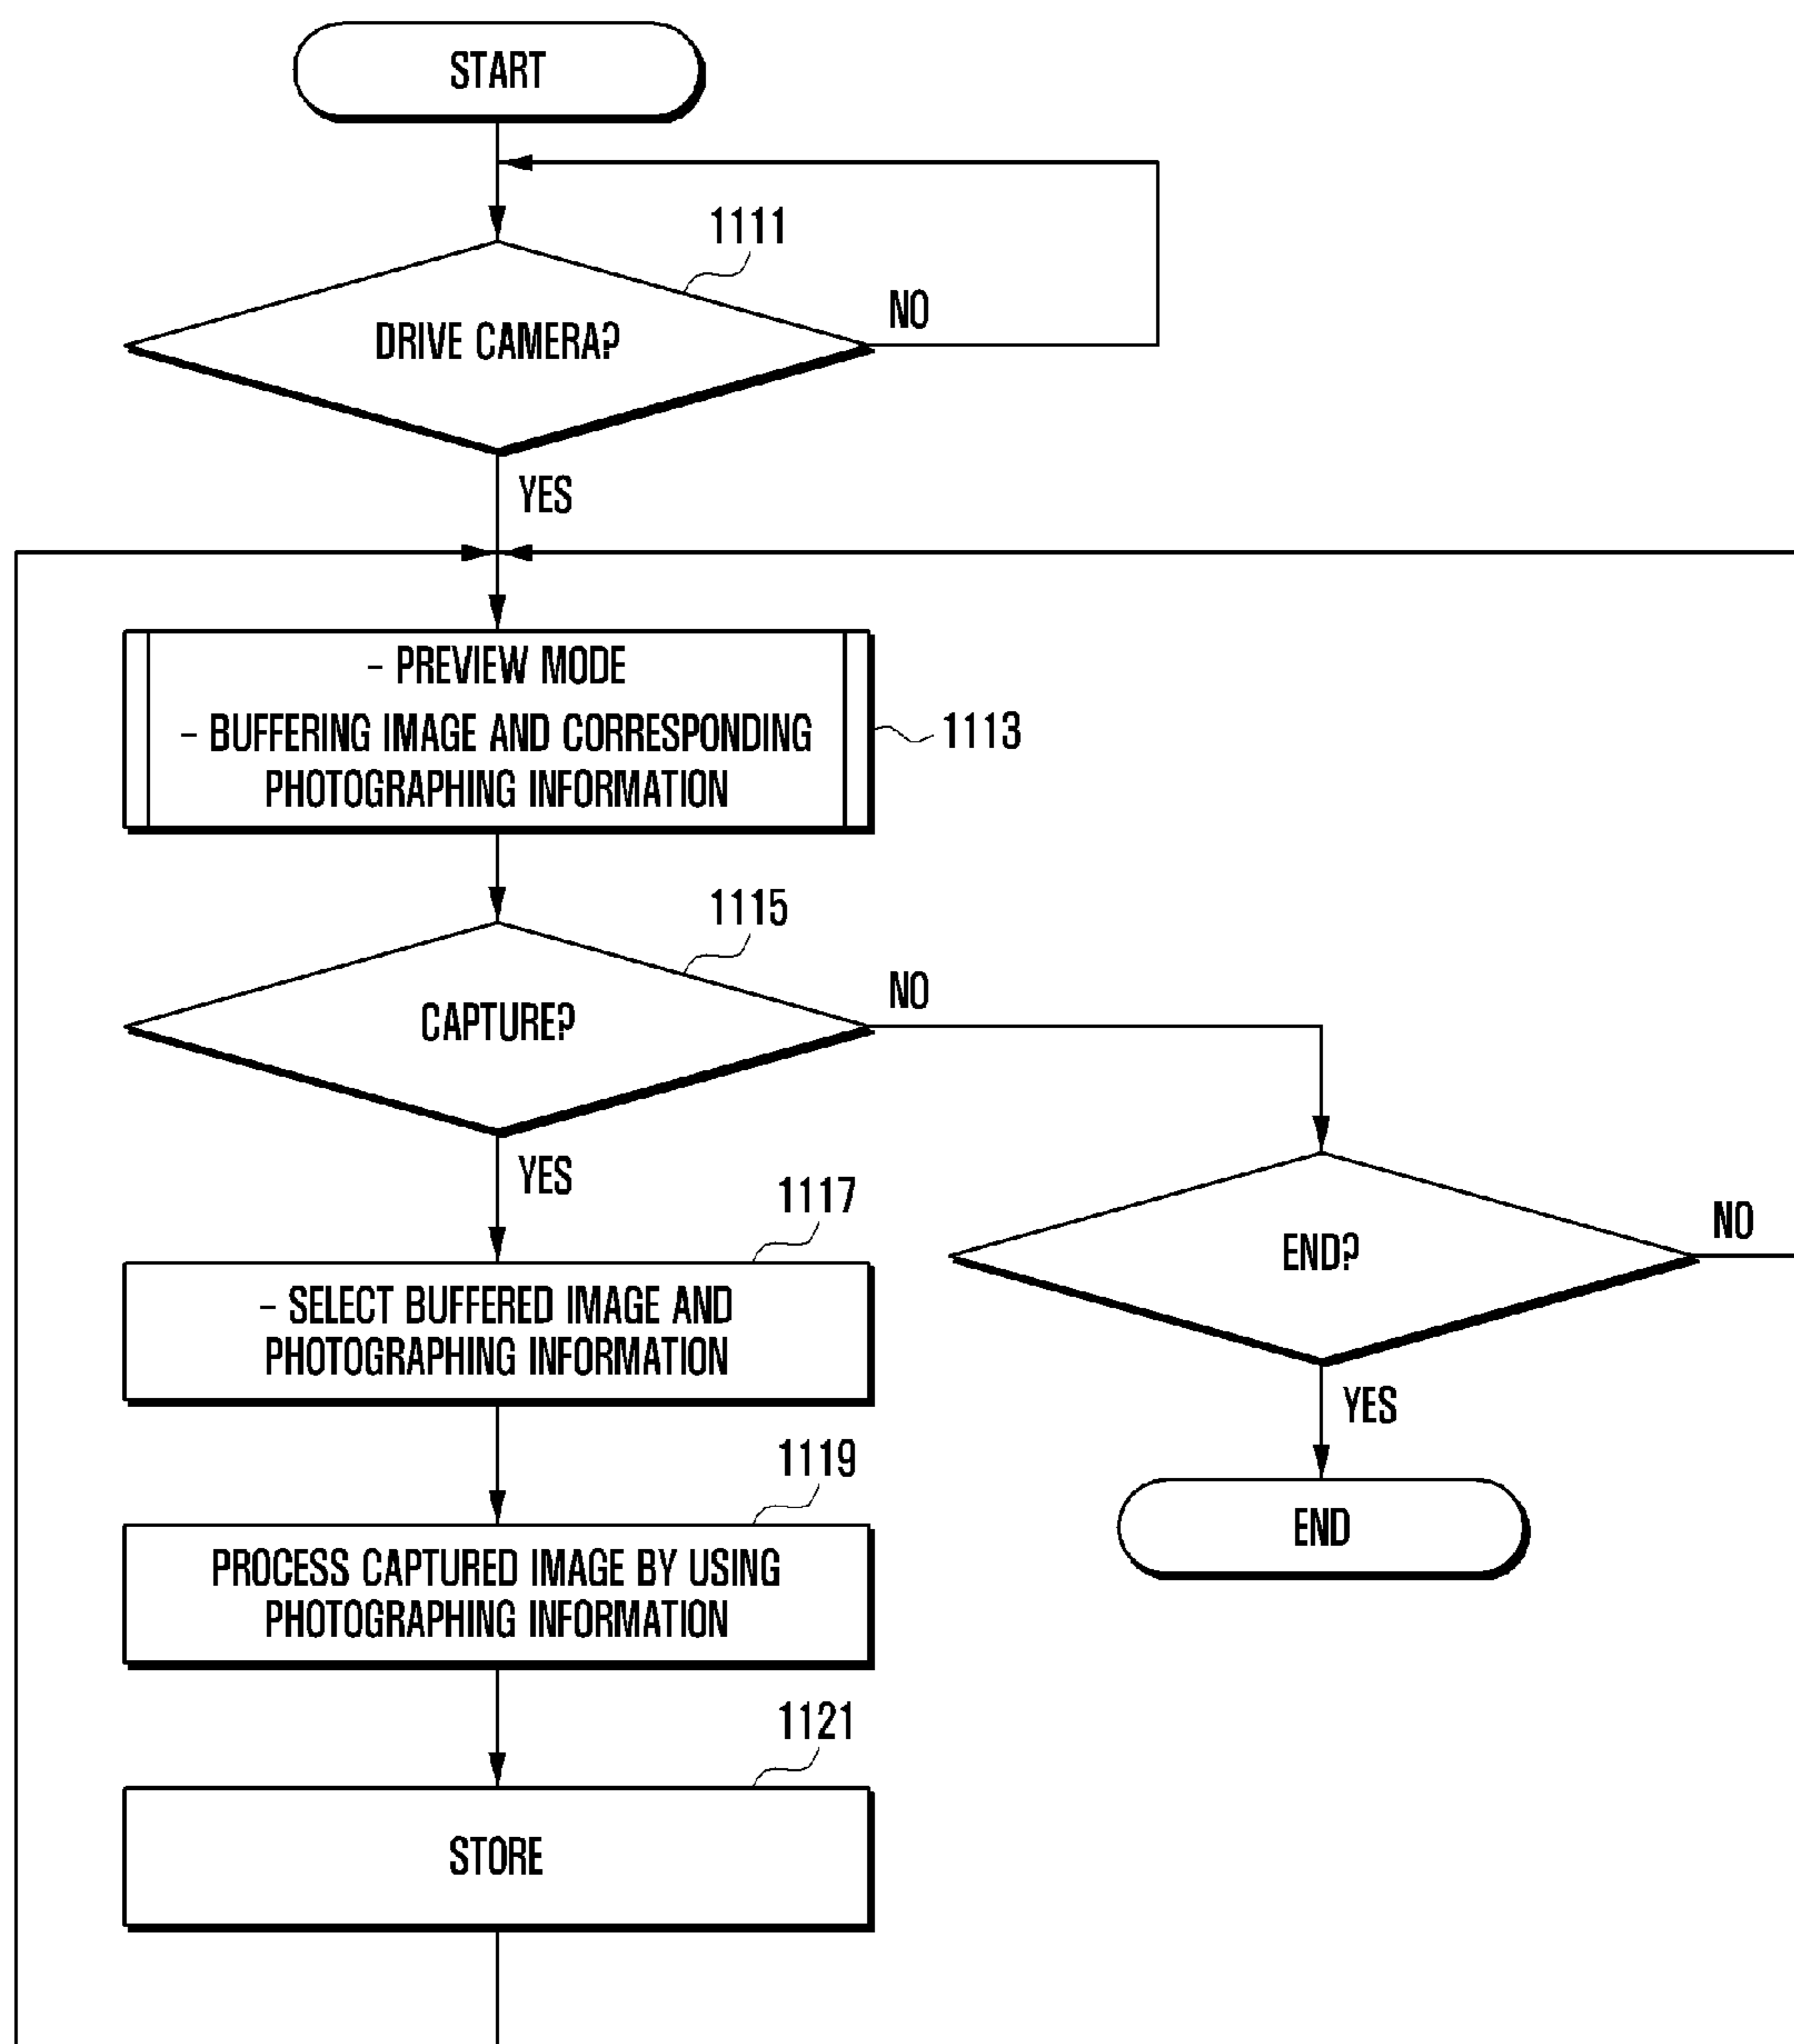 START
1111
DRIVE CAMERA?
NO
YES
– PREVIEW MODE
– BUFFERING IMAGE AND CORRESPONDING
PHOTOGRAPHING INFORMATION
1113
1115
CAPTURE?
NO
YES
1117
– SELECT BUFFERED IMAGE AND
PHOTOGRAPHING INFORMATION
END?
NO
YES
END
1119
PROCESS CAPTURED IMAGE BY USING
PHOTOGRAPHING INFORMATION
1121
STORE